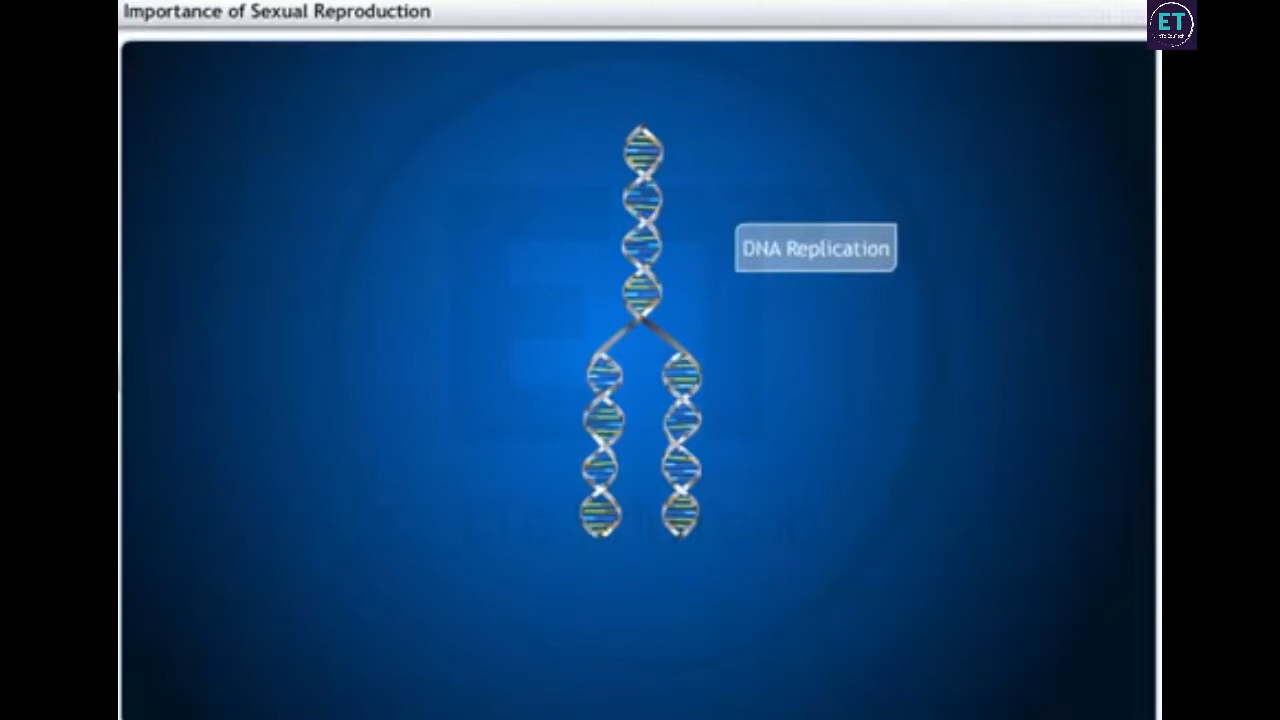 Importance of Sexual Reproduction
ET
DNA Replication